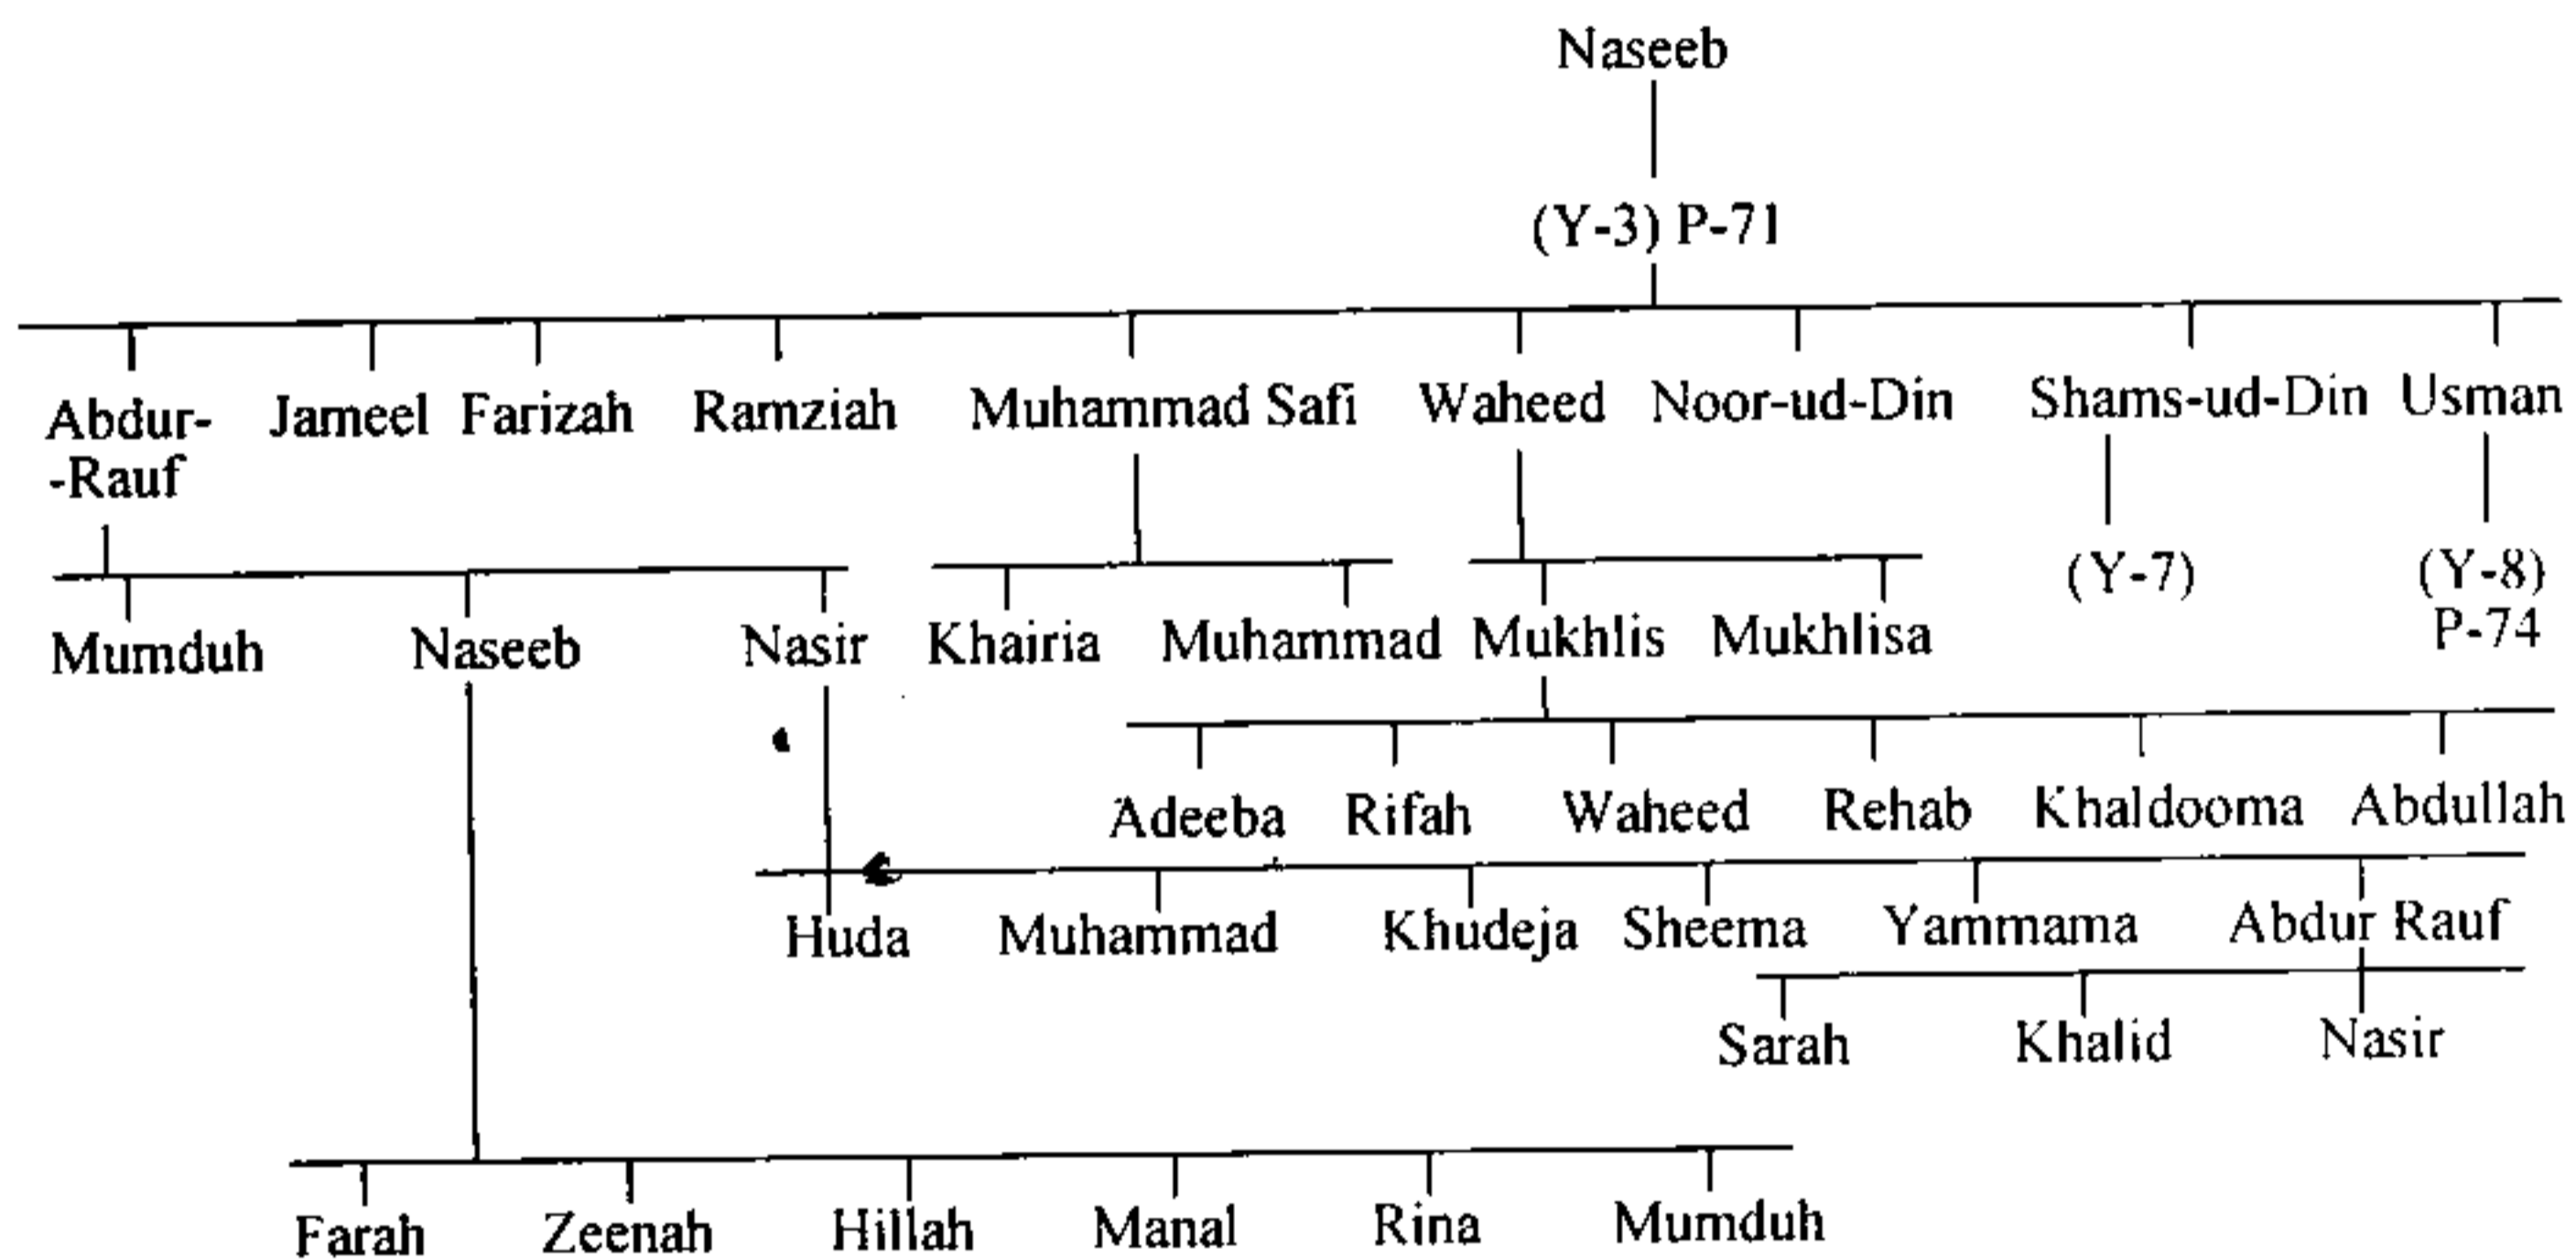 Naseeb
(Y-3) P-71
Abdur- Jameel Farizah Ramziah Muhammad Safi Waheed Noor-ud-Din Shams-ud-Din Usman
-Rauf
(Y-7) (Y-8)
P-74
Mumduh Naseeb Nasir Khairia Muhammad Mukhlis Mukhlisa
Adeeba Rifah Waheed Rehab Khaldooma Abdullah
Huda Muhammad Khudeja Sheema Yammama Abdur Rauf
Sarah Khalid Nasir
Farah Zeenah Hillah Manal Rina Mumduh